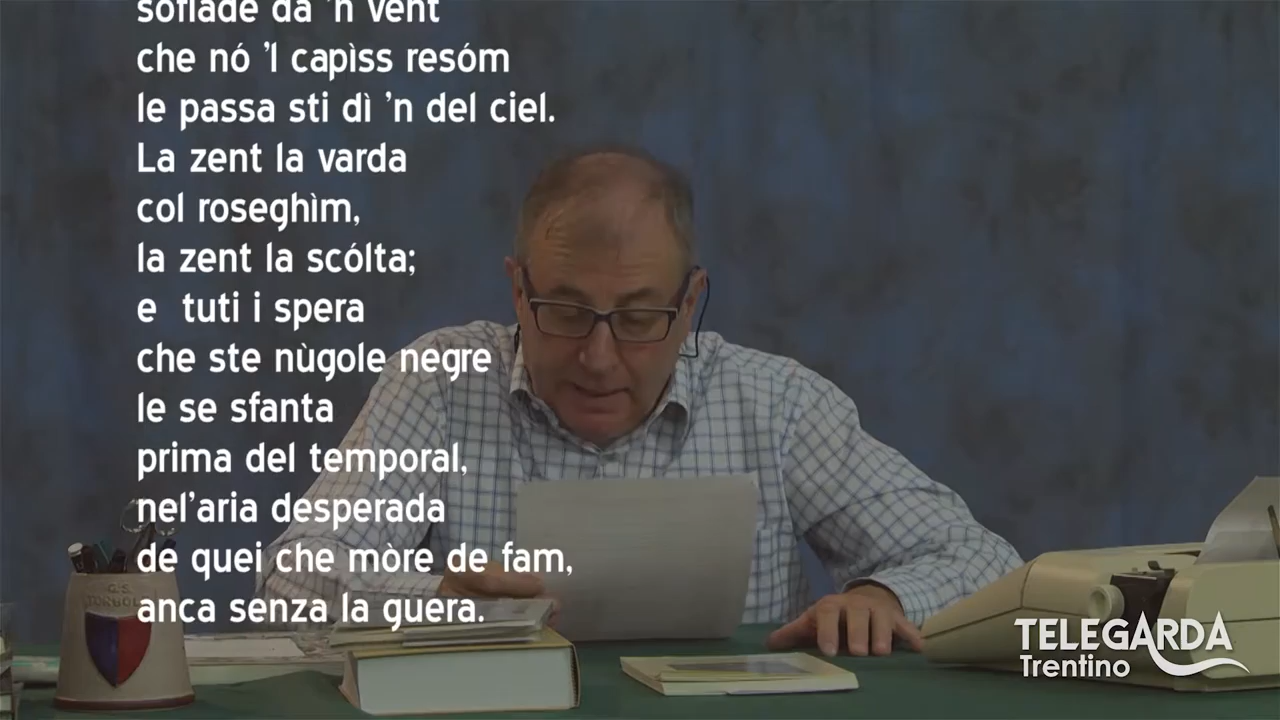 sofiade da 'n vent
che nó 'l capìss resóm
le passa sti dì 'n del ciel.
La zent la varda
col roseghìm,
la zent la scólta;
e tuti i spera
che ste nùgole negre
le se sfanta
prima del temporal,
nel'aria desperada
de quei che mòre de fam,
anca senza la guera.
G.S.
TORBOLE
TELEGARDA
Trentino